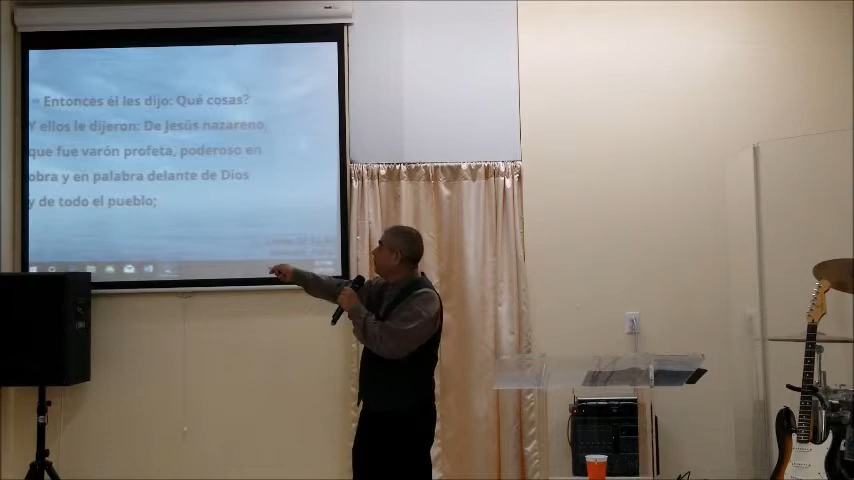 Entonces él les dijo: Qué cosas?
Y ellos le dijeron: De Jesús nazareno,
que fue varón profeta, poderoso en
obra y en palabra delante de Dios
y de todo el pueblo;